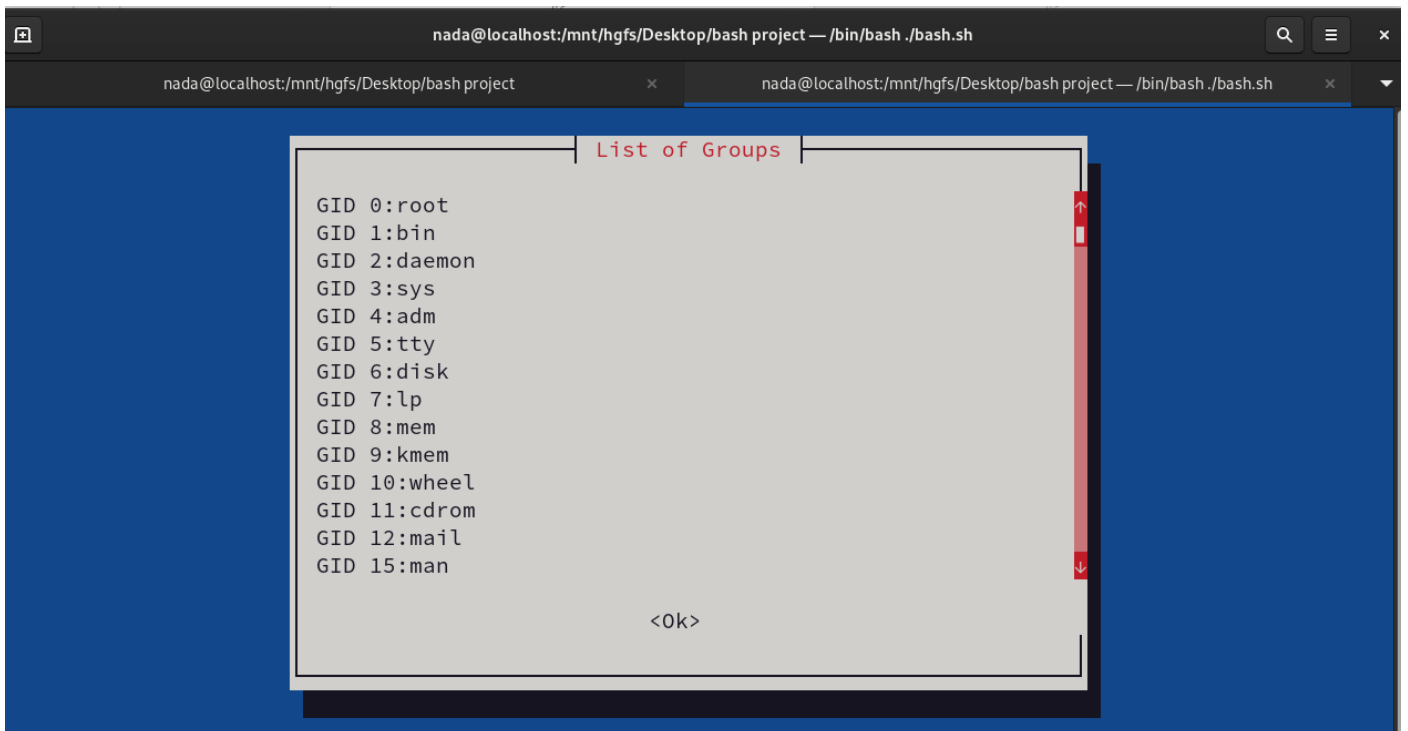 nada@localhost:/mnt/hgfs/Desktop/bash project — /bin/bash ./bash.sh
nada@localhost:/mnt/hgfs/Desktop/bash project
nada@localhost:/mnt/hgfs/Desktop/bash project — /bin/bash ./bash.sh
List of Groups
GID 0:root
GID 1:bin
GID 2:daemon
GID 3:sys
GID 4:adm
GID 5:tty
GID 6:disk
GID 7:lp
GID 8:mem
GID 9:kmem
GID 10:wheel
GID 11:cdrom
GID 12:mail
GID 15:man
<Ok>